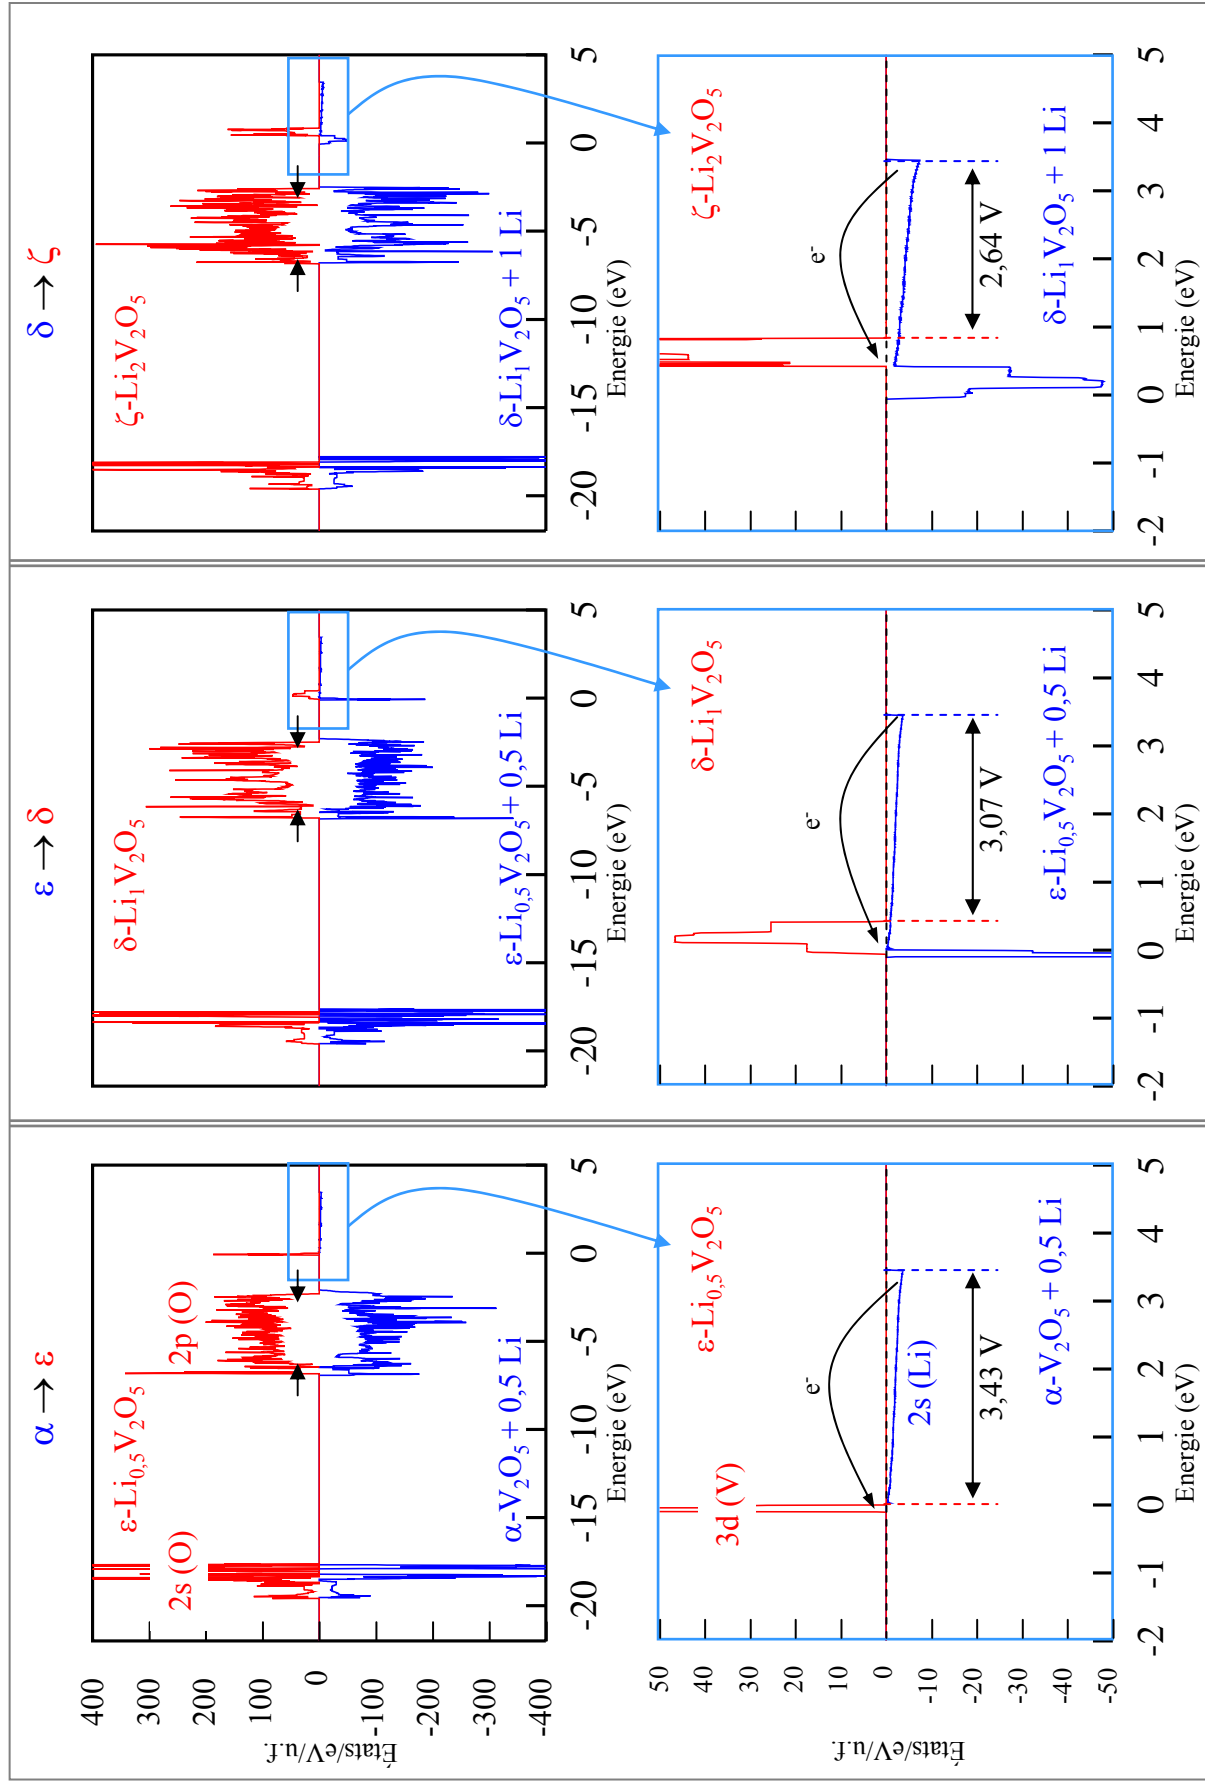 α → ε
400
300
200
100
0
-100
-200
-300
-400
États/eV/u.f.
ε-Li0,5V2O5
2s (O)
2p (O)
α-V2O5 + 0,5 Li
-20
-15
-10
-5
0
5
Energie (eV)
50
40
30
20
10
0
-10
-20
-30
-40
-50
États/eV/u.f.
ε-Li0,5V2O5
3d (V)
e-
2s (Li)
3,43 V
α-V2O5 + 0,5 Li
-2
-1
0
1
2
3
4
5
Energie (eV)
ε → δ
δ-Li1V2O5
ε-Li0,5V2O5 + 0,5 Li
-20
-15
-10
-5
0
5
Energie (eV)
δ-Li1V2O5
e-
3,07 V
ε-Li0,5V2O5 + 0,5 Li
-2
-1
0
1
2
3
4
5
Energie (eV)
δ → ζ
ζ-Li2V2O5
δ-Li1V2O5 + 1 Li
-20
-15
-10
-5
0
5
Energie (eV)
ζ-Li2V2O5
e-
2,64 V
δ-Li1V2O5 + 1 Li
-2
-1
0
1
2
3
4
5
Energie (eV)